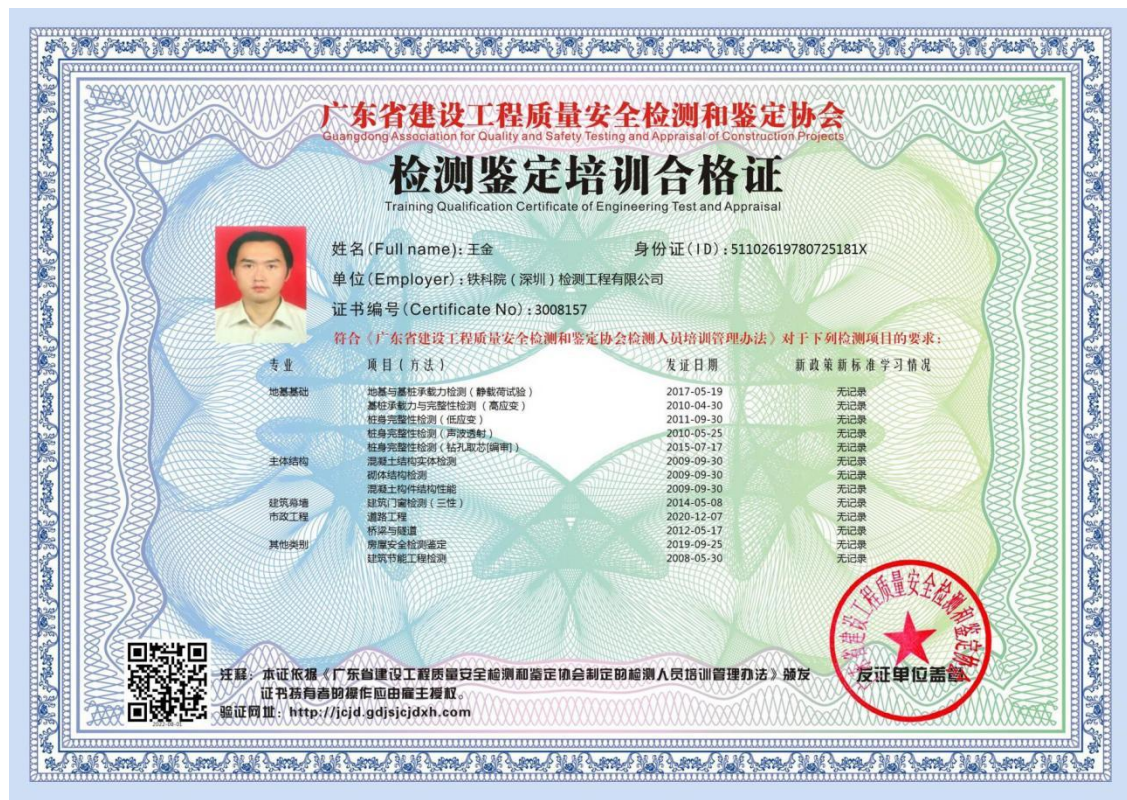 广东省建设工程质量安全检测和鉴定协会
Guangdong Association for Quality and Safety Testing and Appraisal of Construction Projects
检测鉴定培训合格证
Training Qualification Certificate of Engineering Test and Appraisal
姓名(Full name):王金 身份证(ID):51102619780725181X
单位(Employer):铁科院(深圳)检测工程有限公司
证书编号(Certificate No):3008157
符合《广东省建设工程质量安全检测和鉴定协会检测人员培训管理办法》对于下列检测项目的要求:
专业 项目(方法) 发证日期 新政策新标准学习情况
地基基础 地基与基桩承载力检测(静载荷试验) 2017-05-19 无记录
基桩承载力与完整性检测(高应变) 2010-04-30 无记录
桩身完整性检测(低应变) 2011-09-30 无记录
桩身完整性检测(声波透射) 2010-05-25 无记录
桩身完整性检测(钻孔取芯[编审]) 2015-07-17 无记录
主体结构 混凝土结构实体检测 2009-09-30 无记录
砌体结构检测 2009-09-30 无记录
混凝土构件结构性能 2009-09-30 无记录
建筑幕墙 建筑门窗检测(三性) 2014-05-08 无记录
市政工程 道路工程 2020-12-07 无记录
桥梁与隧道 2012-05-17 无记录
其他类别 房屋安全检测鉴定 2019-09-25 无记录
建筑节能工程检测 2008-05-30 无记录
广东省建设工程质量安全检测和鉴定协会
发证单位盖章
注释:本证依据《广东省建设工程质量安全检测和鉴定协会制定的检测人员培训管理办法》颁发
证书持有者的操作应由雇主授权。
验证网址:http://jcjd.gdjsjcjdxh.com